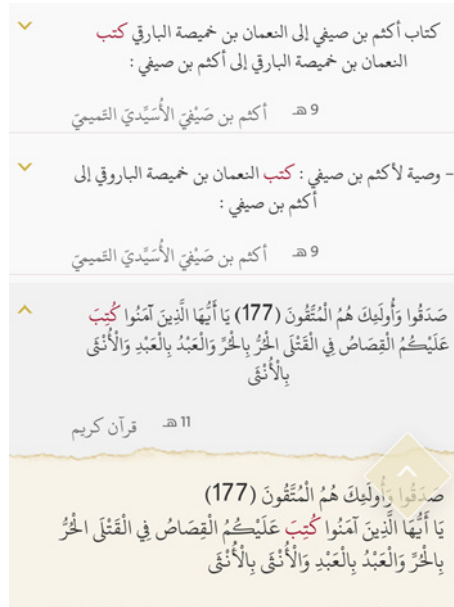 كتاب أكثم بن صيفي إلى النعمان بن خميصة البارقي كتب
النعمان بن خميصة البارقي إلى أكثم بن صيفي :
9 هـ أكثم بن صَيْفيّ الأُسَيِّديّ التّميميّ
– وصية لأكثم بن صيفي : كتب النعمان بن خميصة الباروقي إلى
أكثم بن صيفي :
9 هـ أكثم بن صَيْفيّ الأُسَيِّديّ التّميميّ
صَدَقُوا وَأُولَئِكَ هُمُ الْمُتَّقُونَ (177) يَا أَيُّهَا الَّذِينَ آمَنُوا كُتِبَ
عَلَيْكُمُ الْقِصَاصُ فِي الْقَتْلَى الْحُرُّ بِالْحُرِّ وَالْعَبْدُ بِالْعَبْدِ وَالْأُنْثَى
بِالْأُنْثَى
11 هـ قرآن كريم
صَدَقُوا وَأُولَئِكَ هُمُ الْمُتَّقُونَ (177)
يَا أَيُّهَا الَّذِينَ آمَنُوا كُتِبَ عَلَيْكُمُ الْقِصَاصُ فِي الْقَتْلَى الْحُرُّ
بِالْحُرِّ وَالْعَبْدُ بِالْعَبْدِ وَالْأُنْثَى بِالْأُنْثَى